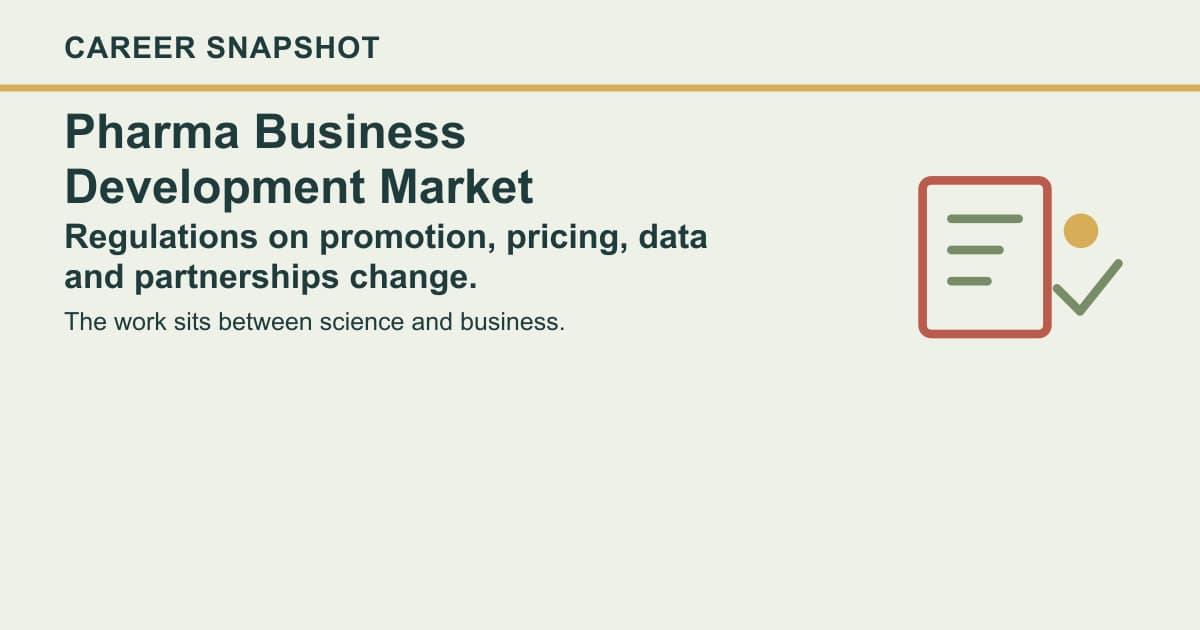 CAREER SNAPSHOT
Pharma Business
Development Market
Regulations on promotion, pricing, data
and partnerships change.
The work sits between science and business.